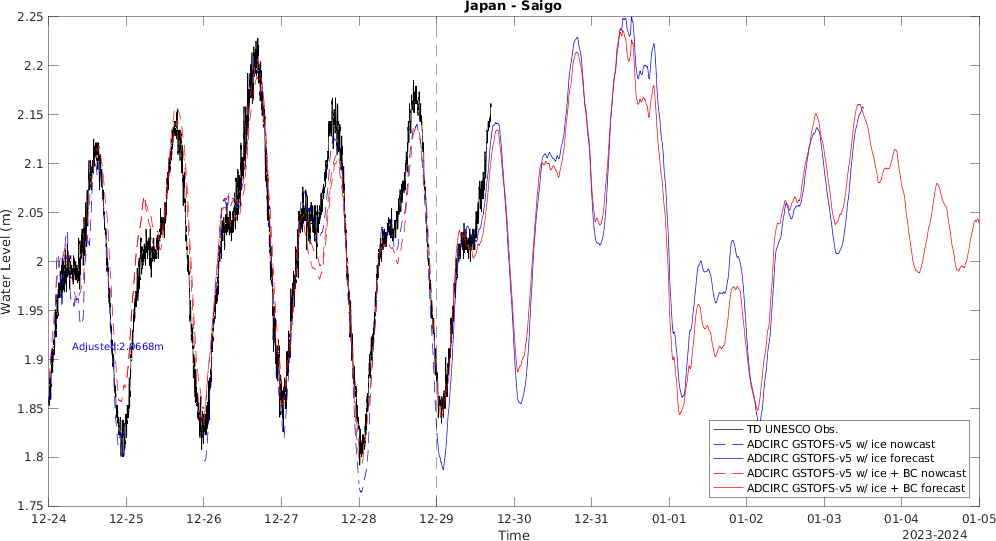 Japan - Saigo
2.25
2.2
2.15
2.1
2.05
2
1.95
1.9
1.85
1.8
1.75
Water Level (m)
Adjusted:2.0668m
TD UNESCO Obs.
ADCIRC GSTOFS-v5 w/ ice nowcast
ADCIRC GSTOFS-v5 w/ ice forecast
ADCIRC GSTOFS-v5 w/ ice + BC nowcast
ADCIRC GSTOFS-v5 w/ ice + BC forecast
12-24 12-25 12-26 12-27 12-28 12-29 12-30 12-31 01-01 01-02 01-03 01-04 01-05
Time
2023-2024